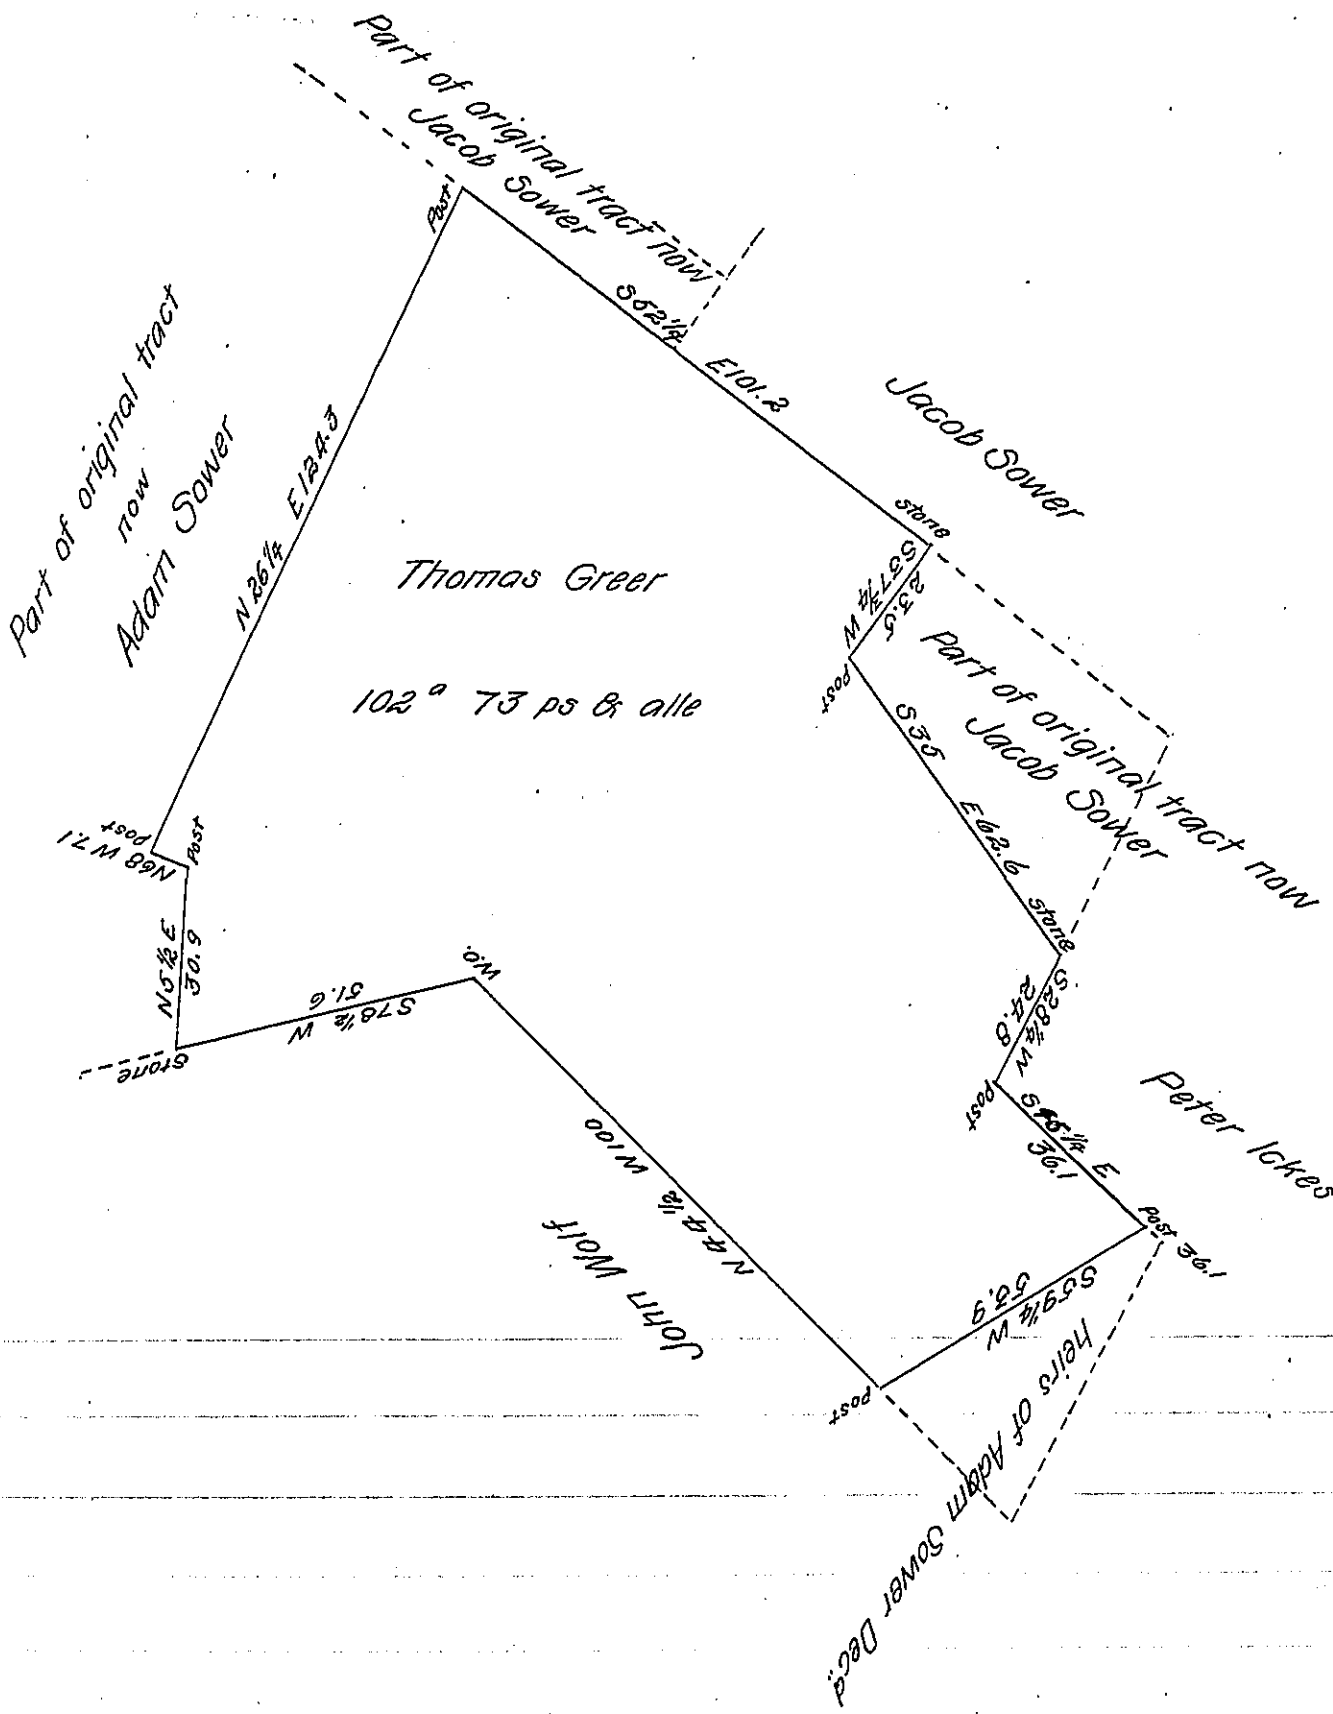 Part of original tract now
Jacob Sower
Post
S 52¼ E 101.2
Jacob Sower
Part of original tract
now
Adam Sower
N 26¼ E 124.3
Thomas Greer
102ᵃ 73 ps & alle
stone
S 37¾ W
23.5
Post
Part of original tract now
Jacob Sower
S 35 E 62.6
stone
S 28¼ W
24.8
Post
Peter Ickes
36.1
Post 36.1
S 59¼ W
53.9
heirs of Adam Sower Dec.d
post
N 44½ W 100
John Wolf
W.O.
S 78½ W
51.6
Stone
N 5½ E
30.9
Post
N 68 W 7.1
post